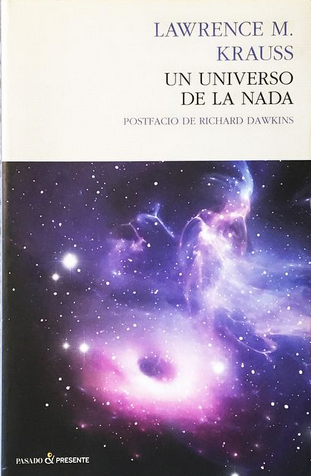 LAWRENCE M.
KRAUSS
UN UNIVERSO
DE LA NADA
POSTFACIO DE RICHARD DAWKINS
PASADO & PRESENTE